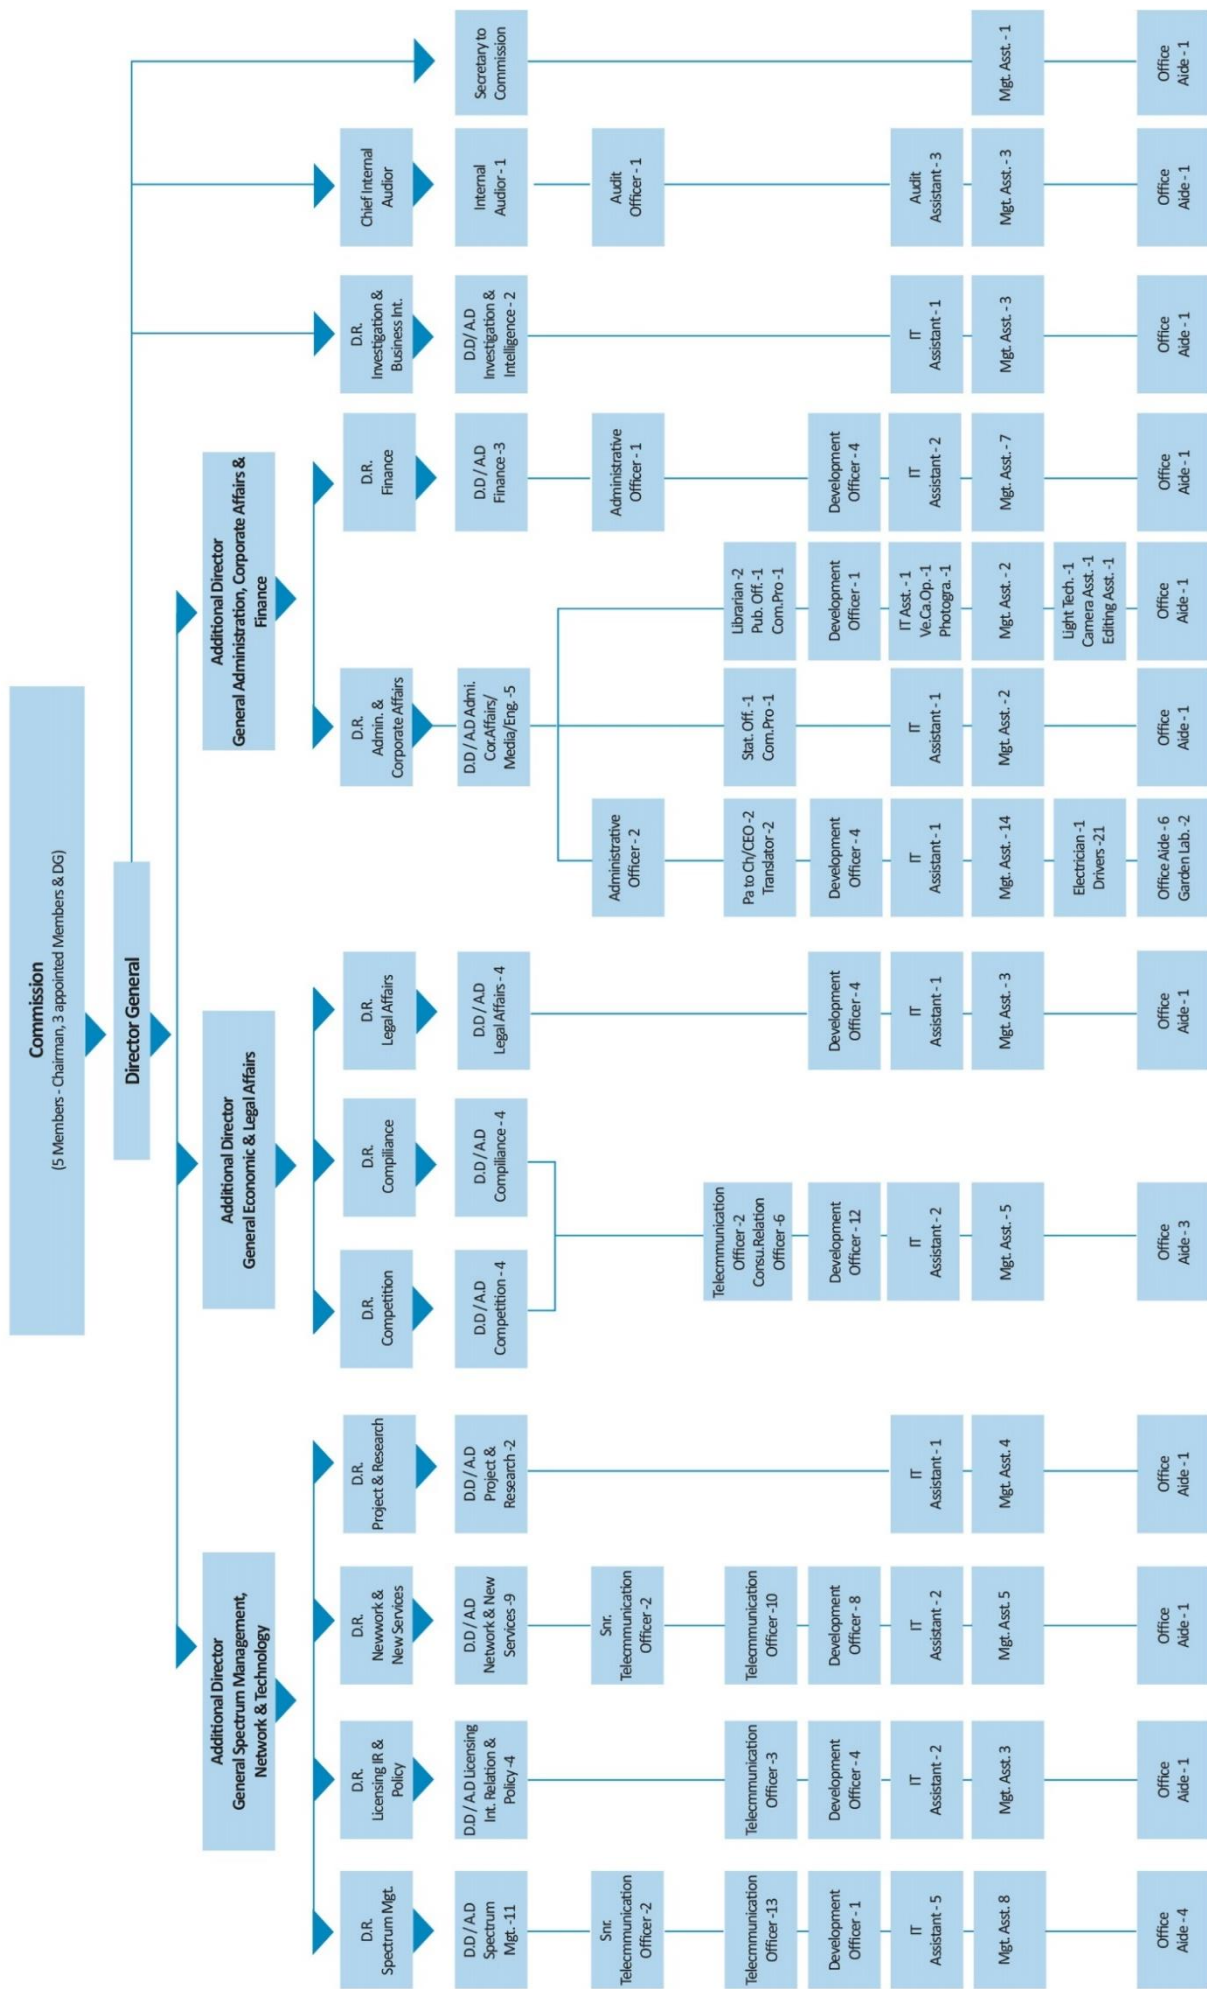 Commission
(5 Members - Chairman, 3 appointed Members & DG)
Director General
Additional Director
General Spectrum Management,
Network & Technology
Additional Director
General Economic & Legal Affairs
Additional Director
General Administration, Corporate Affairs &
Finance
D.R.
Spectrum Mgt.
D.R.
Licensing IR &
Policy
D.R.
Newwork &
New Services
D.R.
Project & Research
D.R.
Competition
D.R.
Compiliance
D.R.
Legal Affairs
D.R.
Admin. &
Corporate Affairs
D.R.
Finance
D.R.
Investigation &
Business Int.
Chief Internal
Audior
D.D / A.D
Spectrum
Mgt. -11
D.D / A.D Licensing
Int. Relation &
Policy -4
D.D / A.D
Network & New
Services -9
D.D / A.D
Project &
Research -2
D.D / A.D
Competition - 4
D.D / A.D
Compiliance - 4
D.D / A.D
Legal Affairs - 4
D.D / A.D Admi.
Cor.Affairs/
Media/Eng. -5
D.D / A.D
Finance -3
D.D/ A.D
Investigation &
Intelligence - 2
Internal
Audior - 1
Secretary to
Commission
Snr.
Telecmmunication
Officer -2
Snr.
Telecmmunication
Officer -2
Administrative
Officer - 2
Administrative
Officer - 1
Audit
Officer - 1
Telecmmunication
Officer -13
Telecmmunication
Officer -3
Telecmmunication
Officer -10
Telecmmunication
Officer -2
Consu.Relation
Officer -6
Pa to Ch/CEO -2
Translator -2
Stat. Off. -1
Com.Pro -1
Librarian -2
Pub. Off. -1
Com.Pro -1
Development
Officer - 1
Development
Officer - 4
Development
Officer - 8
Development
Officer - 12
Development
Officer - 4
Development
Officer - 4
Development
Officer - 1
Development
Officer - 4
IT
Assistant - 5
IT
Assistant - 2
IT
Assistant - 2
IT
Assistant - 1
IT
Assistant - 2
IT
Assistant - 1
IT
Assistant - 1
IT
Assistant - 1
IT Asst. - 1
Ve.Ca.Op. -1
Photogra. -1
IT
Assistant - 2
IT
Assistant - 1
Audit
Assistant - 3
Mgt. Asst. 8
Mgt. Asst. 3
Mgt. Asst. 5
Mgt. Asst. 4
Mgt. Asst. - 5
Mgt. Asst. - 3
Mgt. Asst. -14
Mgt. Asst. - 2
Mgt. Asst. - 2
Mgt. Asst. - 7
Mgt. Asst. - 3
Mgt. Asst. - 3
Mgt. Asst. - 1
Electrician -1
Drivers -21
Light Tech. -1
Camera Asst. -1
Editing Asst. -1
Office
Aide - 4
Office
Aide - 1
Office
Aide - 1
Office
Aide - 1
Office
Aide - 3
Office
Aide - 1
Office Aide - 6
Garden Lab. -2
Office
Aide - 1
Office
Aide - 1
Office
Aide - 1
Office
Aide - 1
Office
Aide - 1
Office
Aide - 1